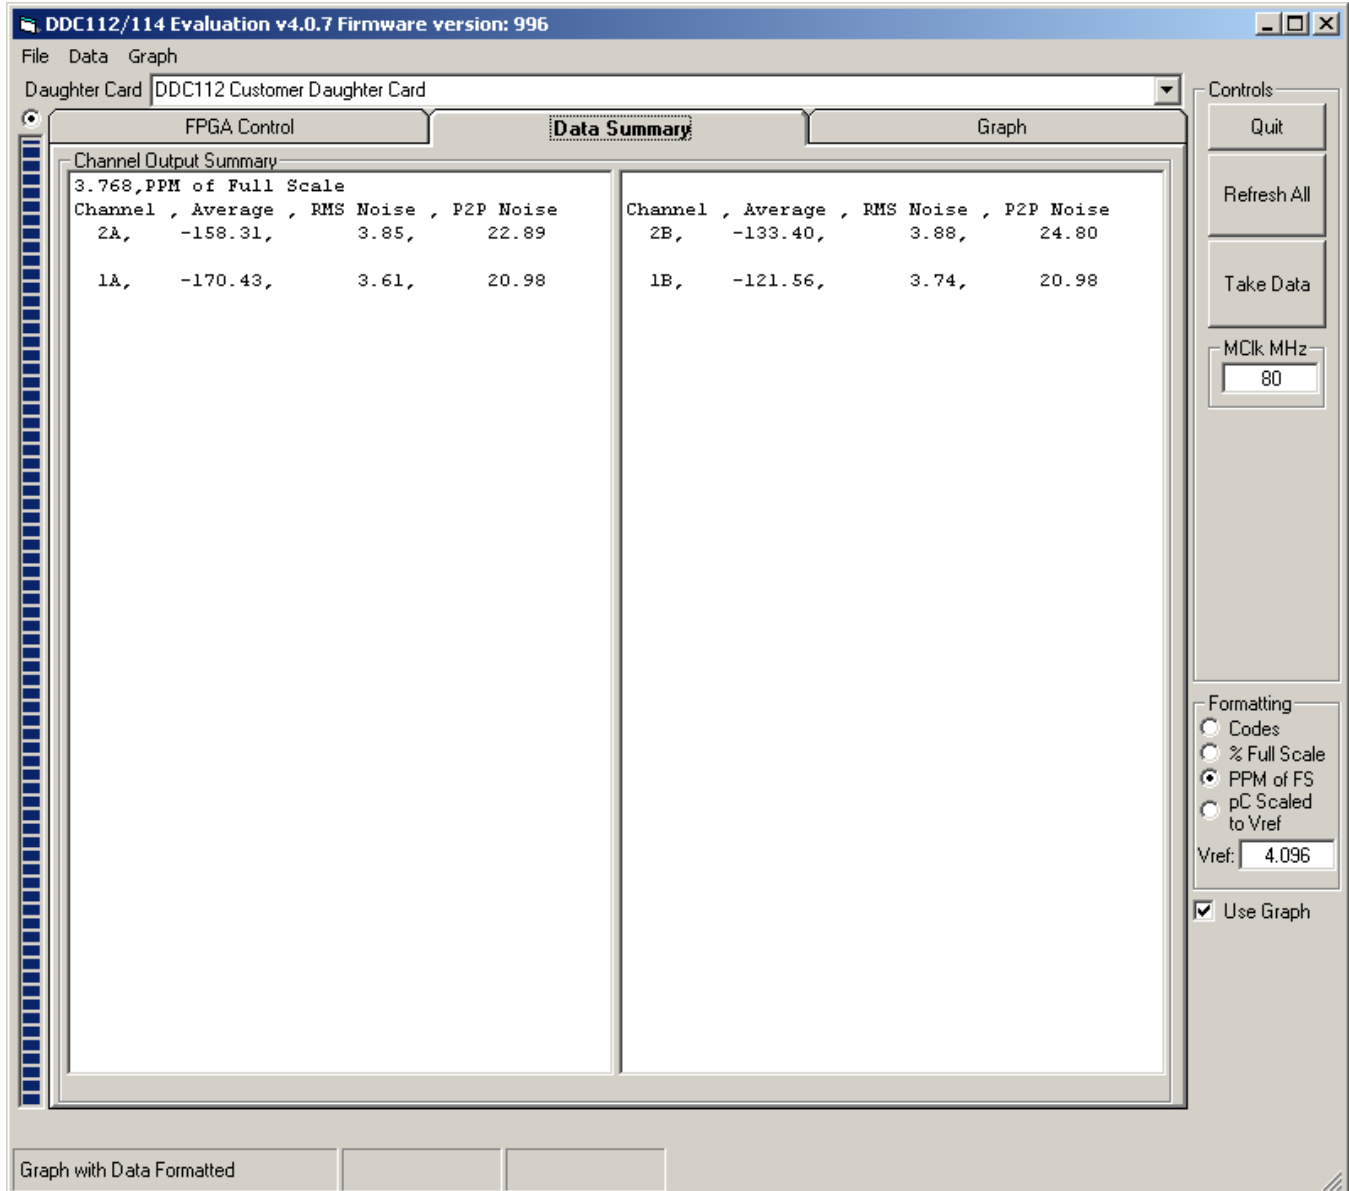 DDC112/114 Evaluation v4.0.7 Firmware version: 996
File Data Graph
Daughter Card DDC112 Customer Daughter Card
FPGA Control Data Summary Graph
Channel Output Summary
3.768,PPM of Full Scale
Channel , Average , RMS Noise , P2P Noise
2A, -158.31, 3.85, 22.89
1A, -170.43, 3.61, 20.98
Channel , Average , RMS Noise , P2P Noise
2B, -133.40, 3.88, 24.80
1B, -121.56, 3.74, 20.98
Controls
Quit
Refresh All
Take Data
MClk MHz
80
Formatting
Codes
% Full Scale
PPM of FS
pC Scaled
to Vref
Vref: 4.096
Use Graph
Graph with Data Formatted